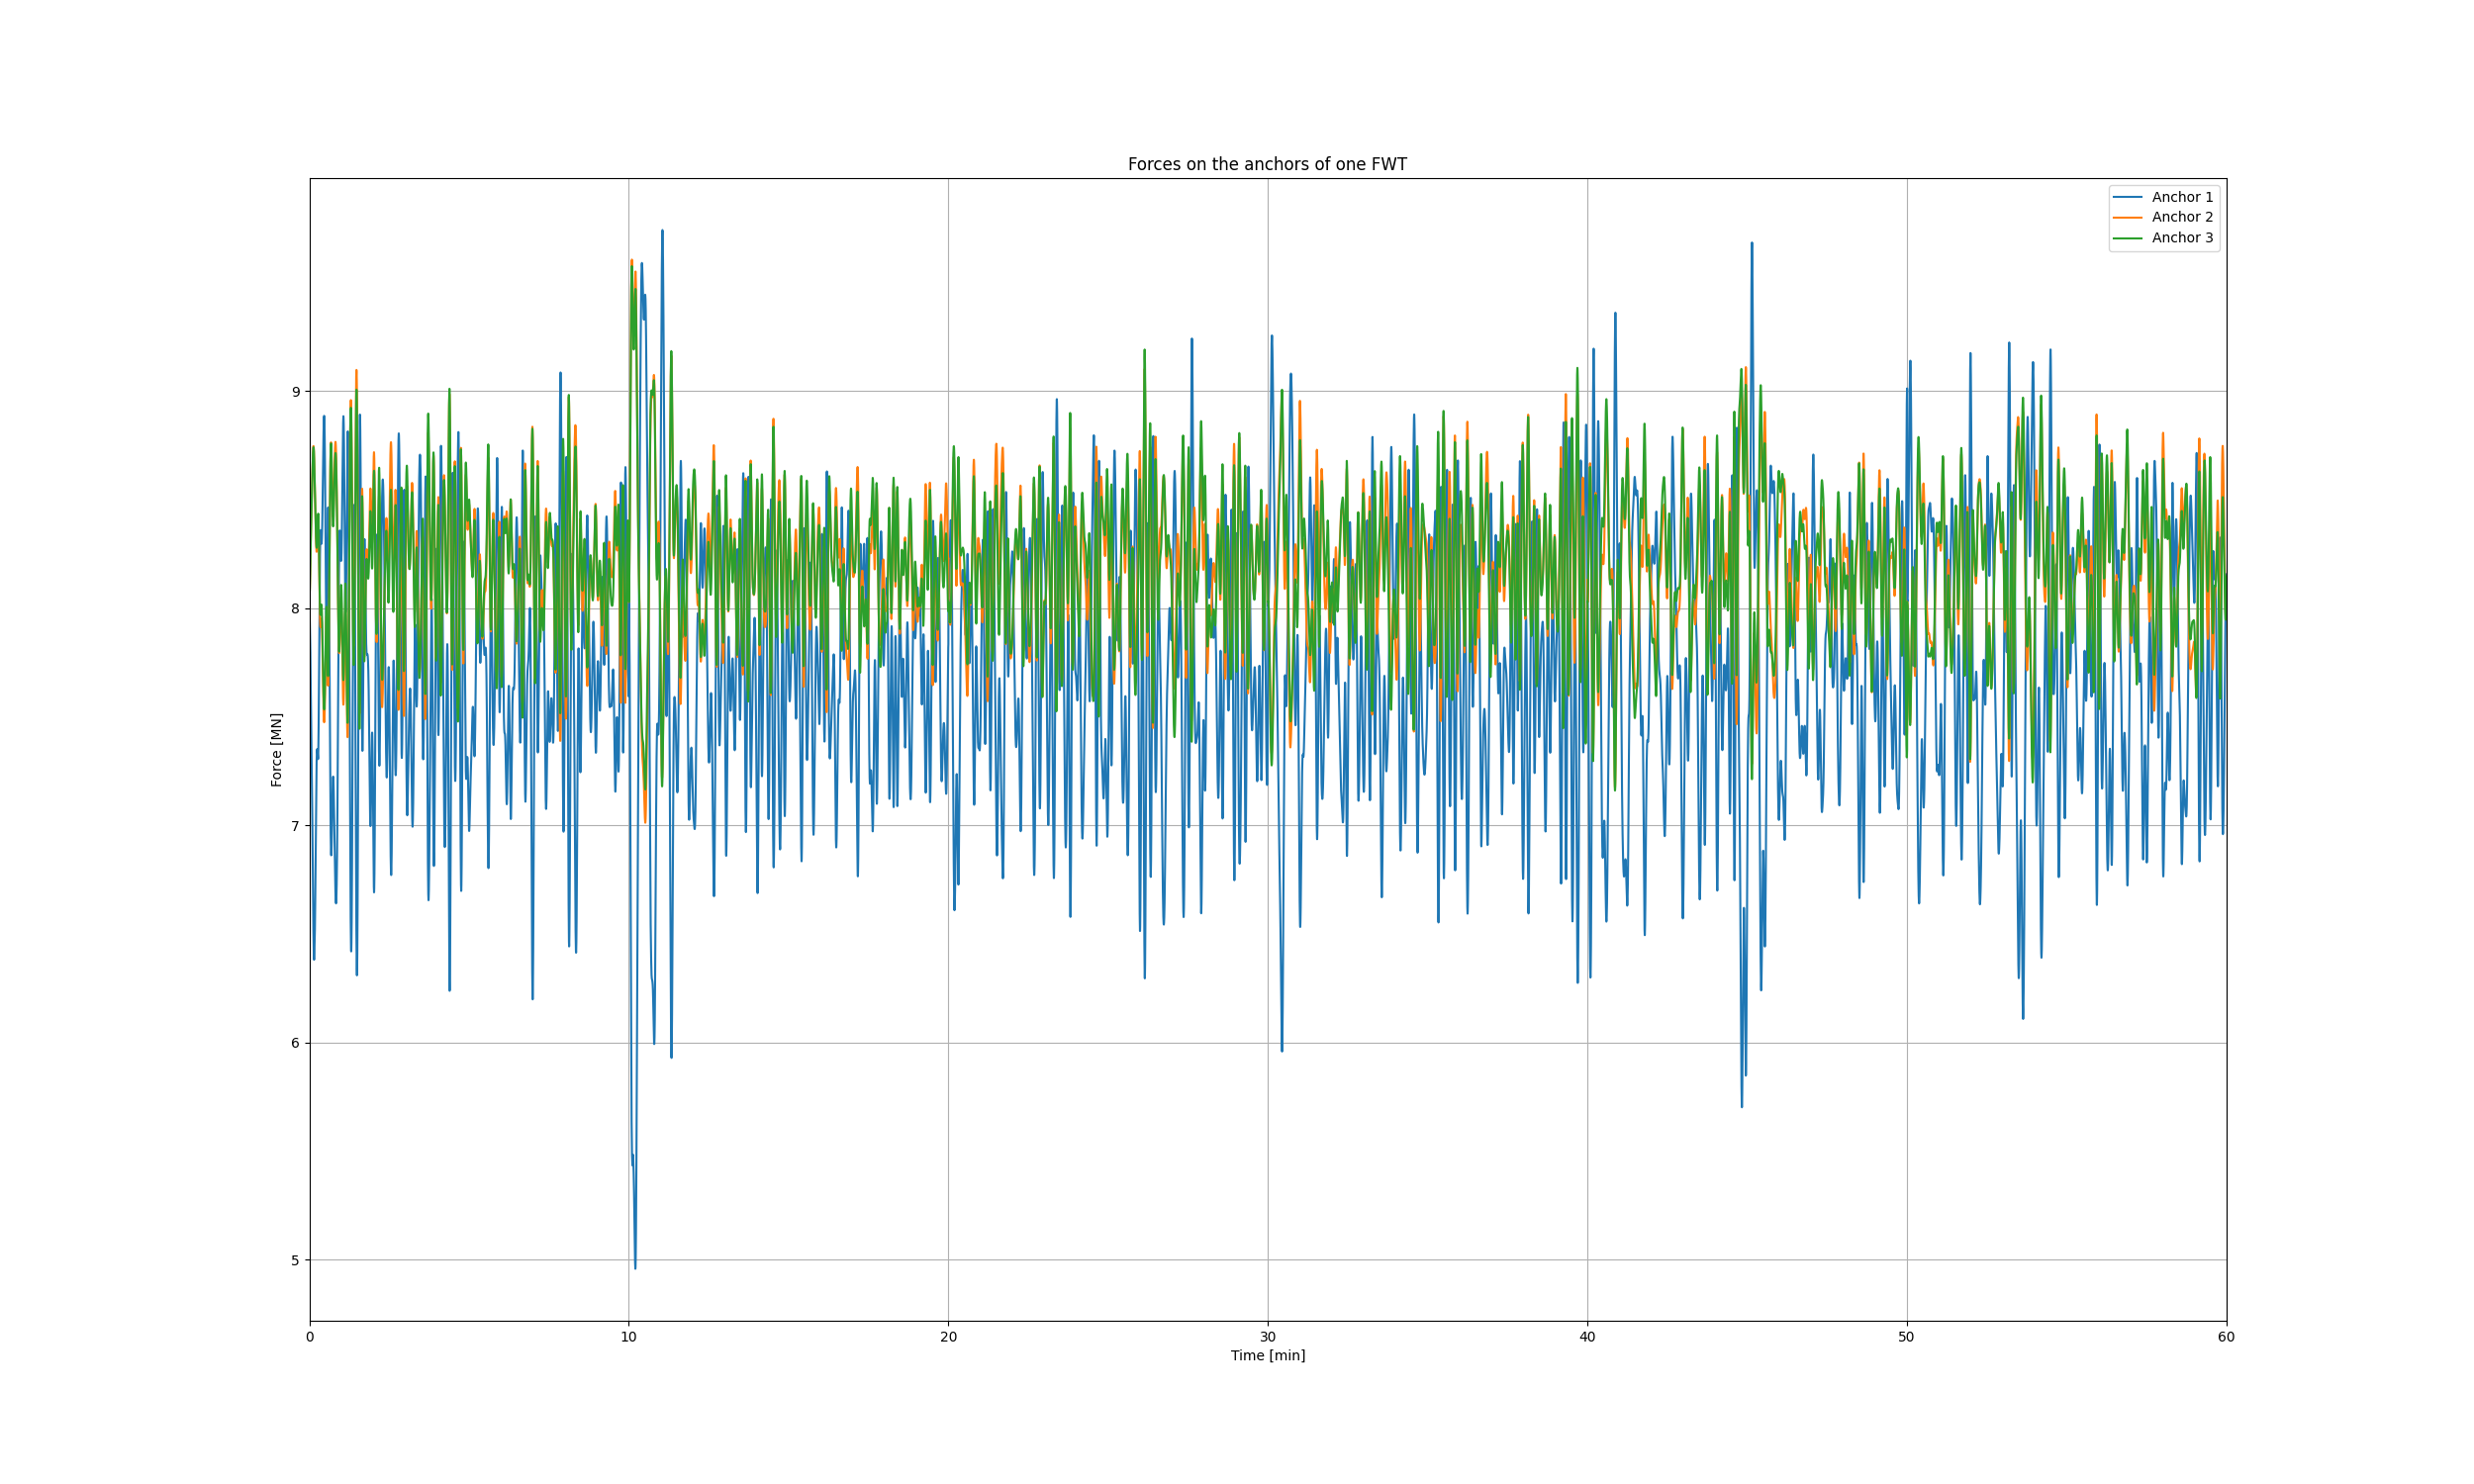 Forces on the anchors of one FWT
Anchor 1
Anchor 2
Anchor 3
Force [MN]
9
8
7
6
5
0 10 20 30 40 50 60
Time [min]